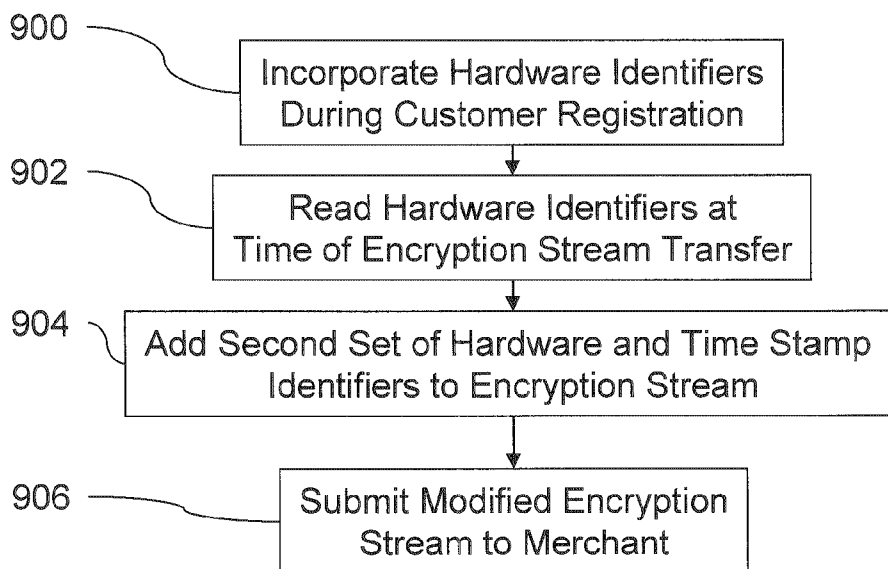 900
Incorporate Hardware Identifiers
During Customer Registration
902
Read Hardware Identifiers at
Time of Encryption Stream Transfer
904
Add Second Set of Hardware and Time Stamp
Identifiers to Encryption Stream
906
Submit Modified Encryption
Stream to Merchant